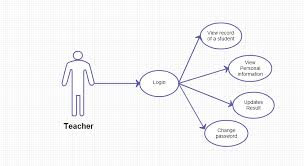 View record
of a student
View
Personal
information
Login
Updates
Result
Change
password
Teacher